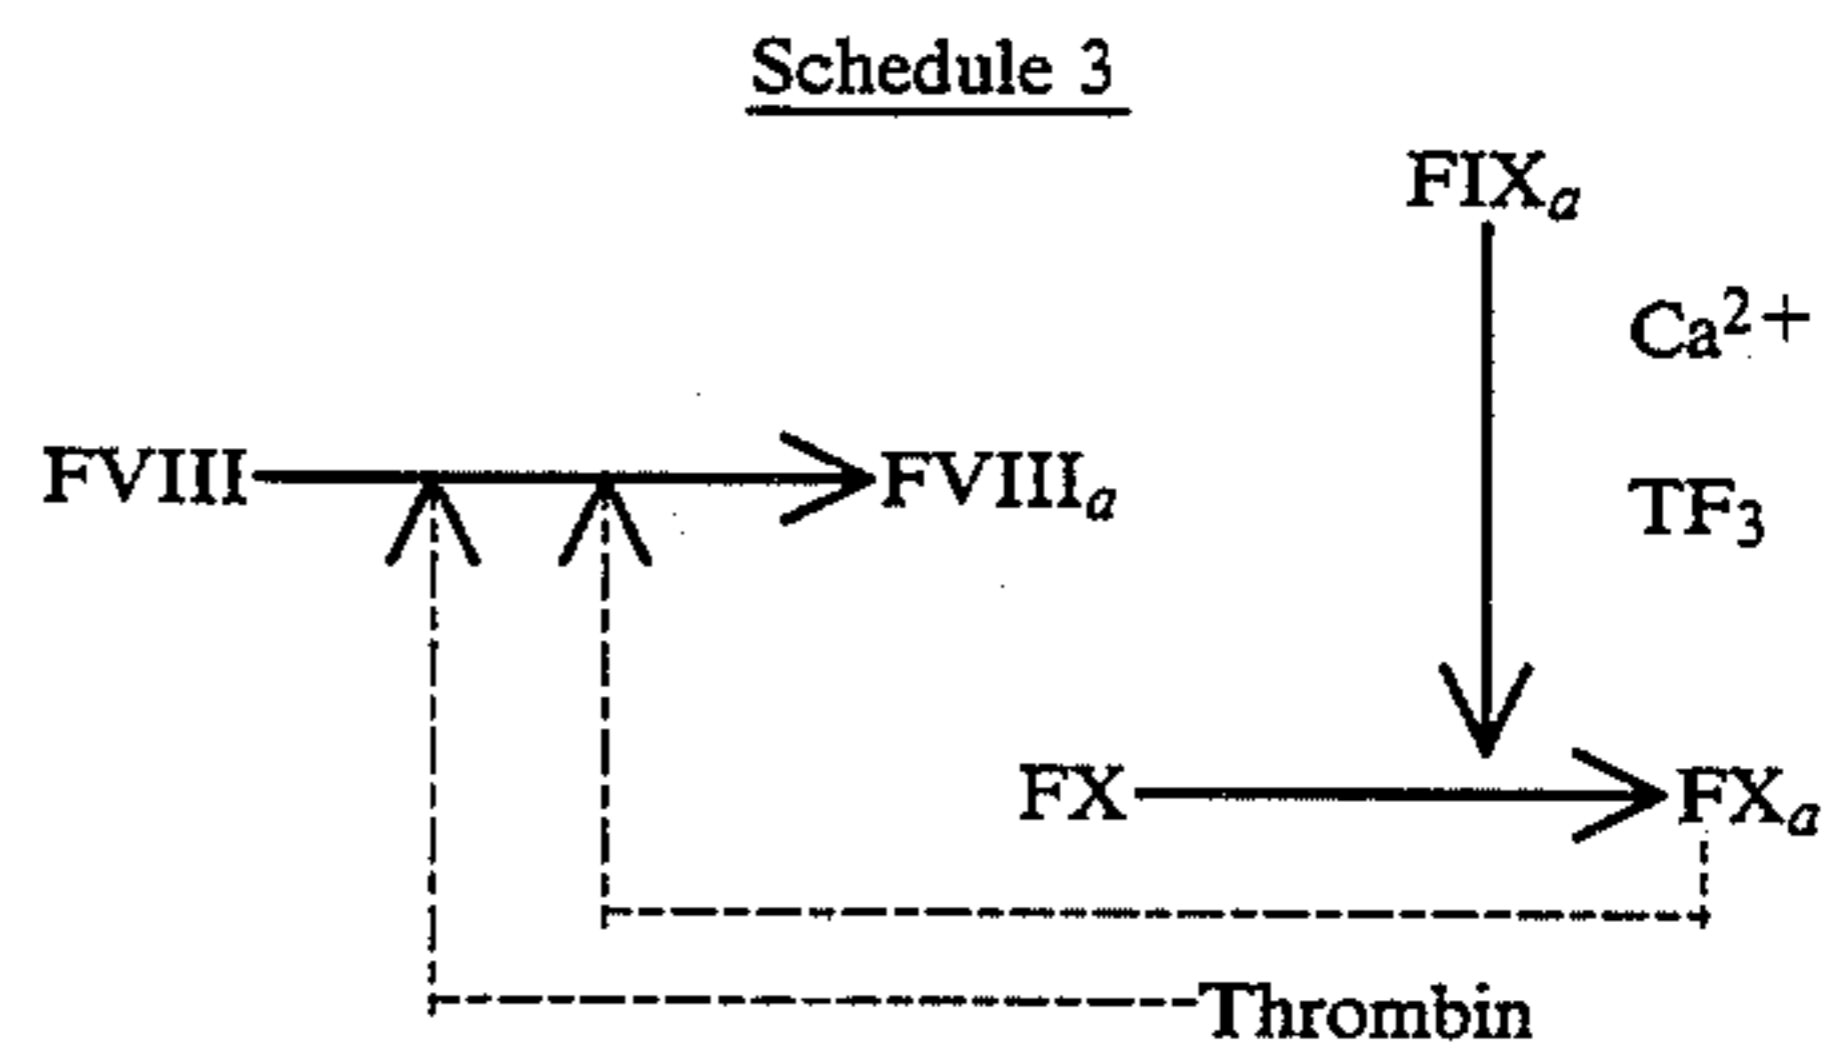 Schedule 3
FIXa
Ca2+
FVIII FVIIIa TF3
FX FXa
Thrombin